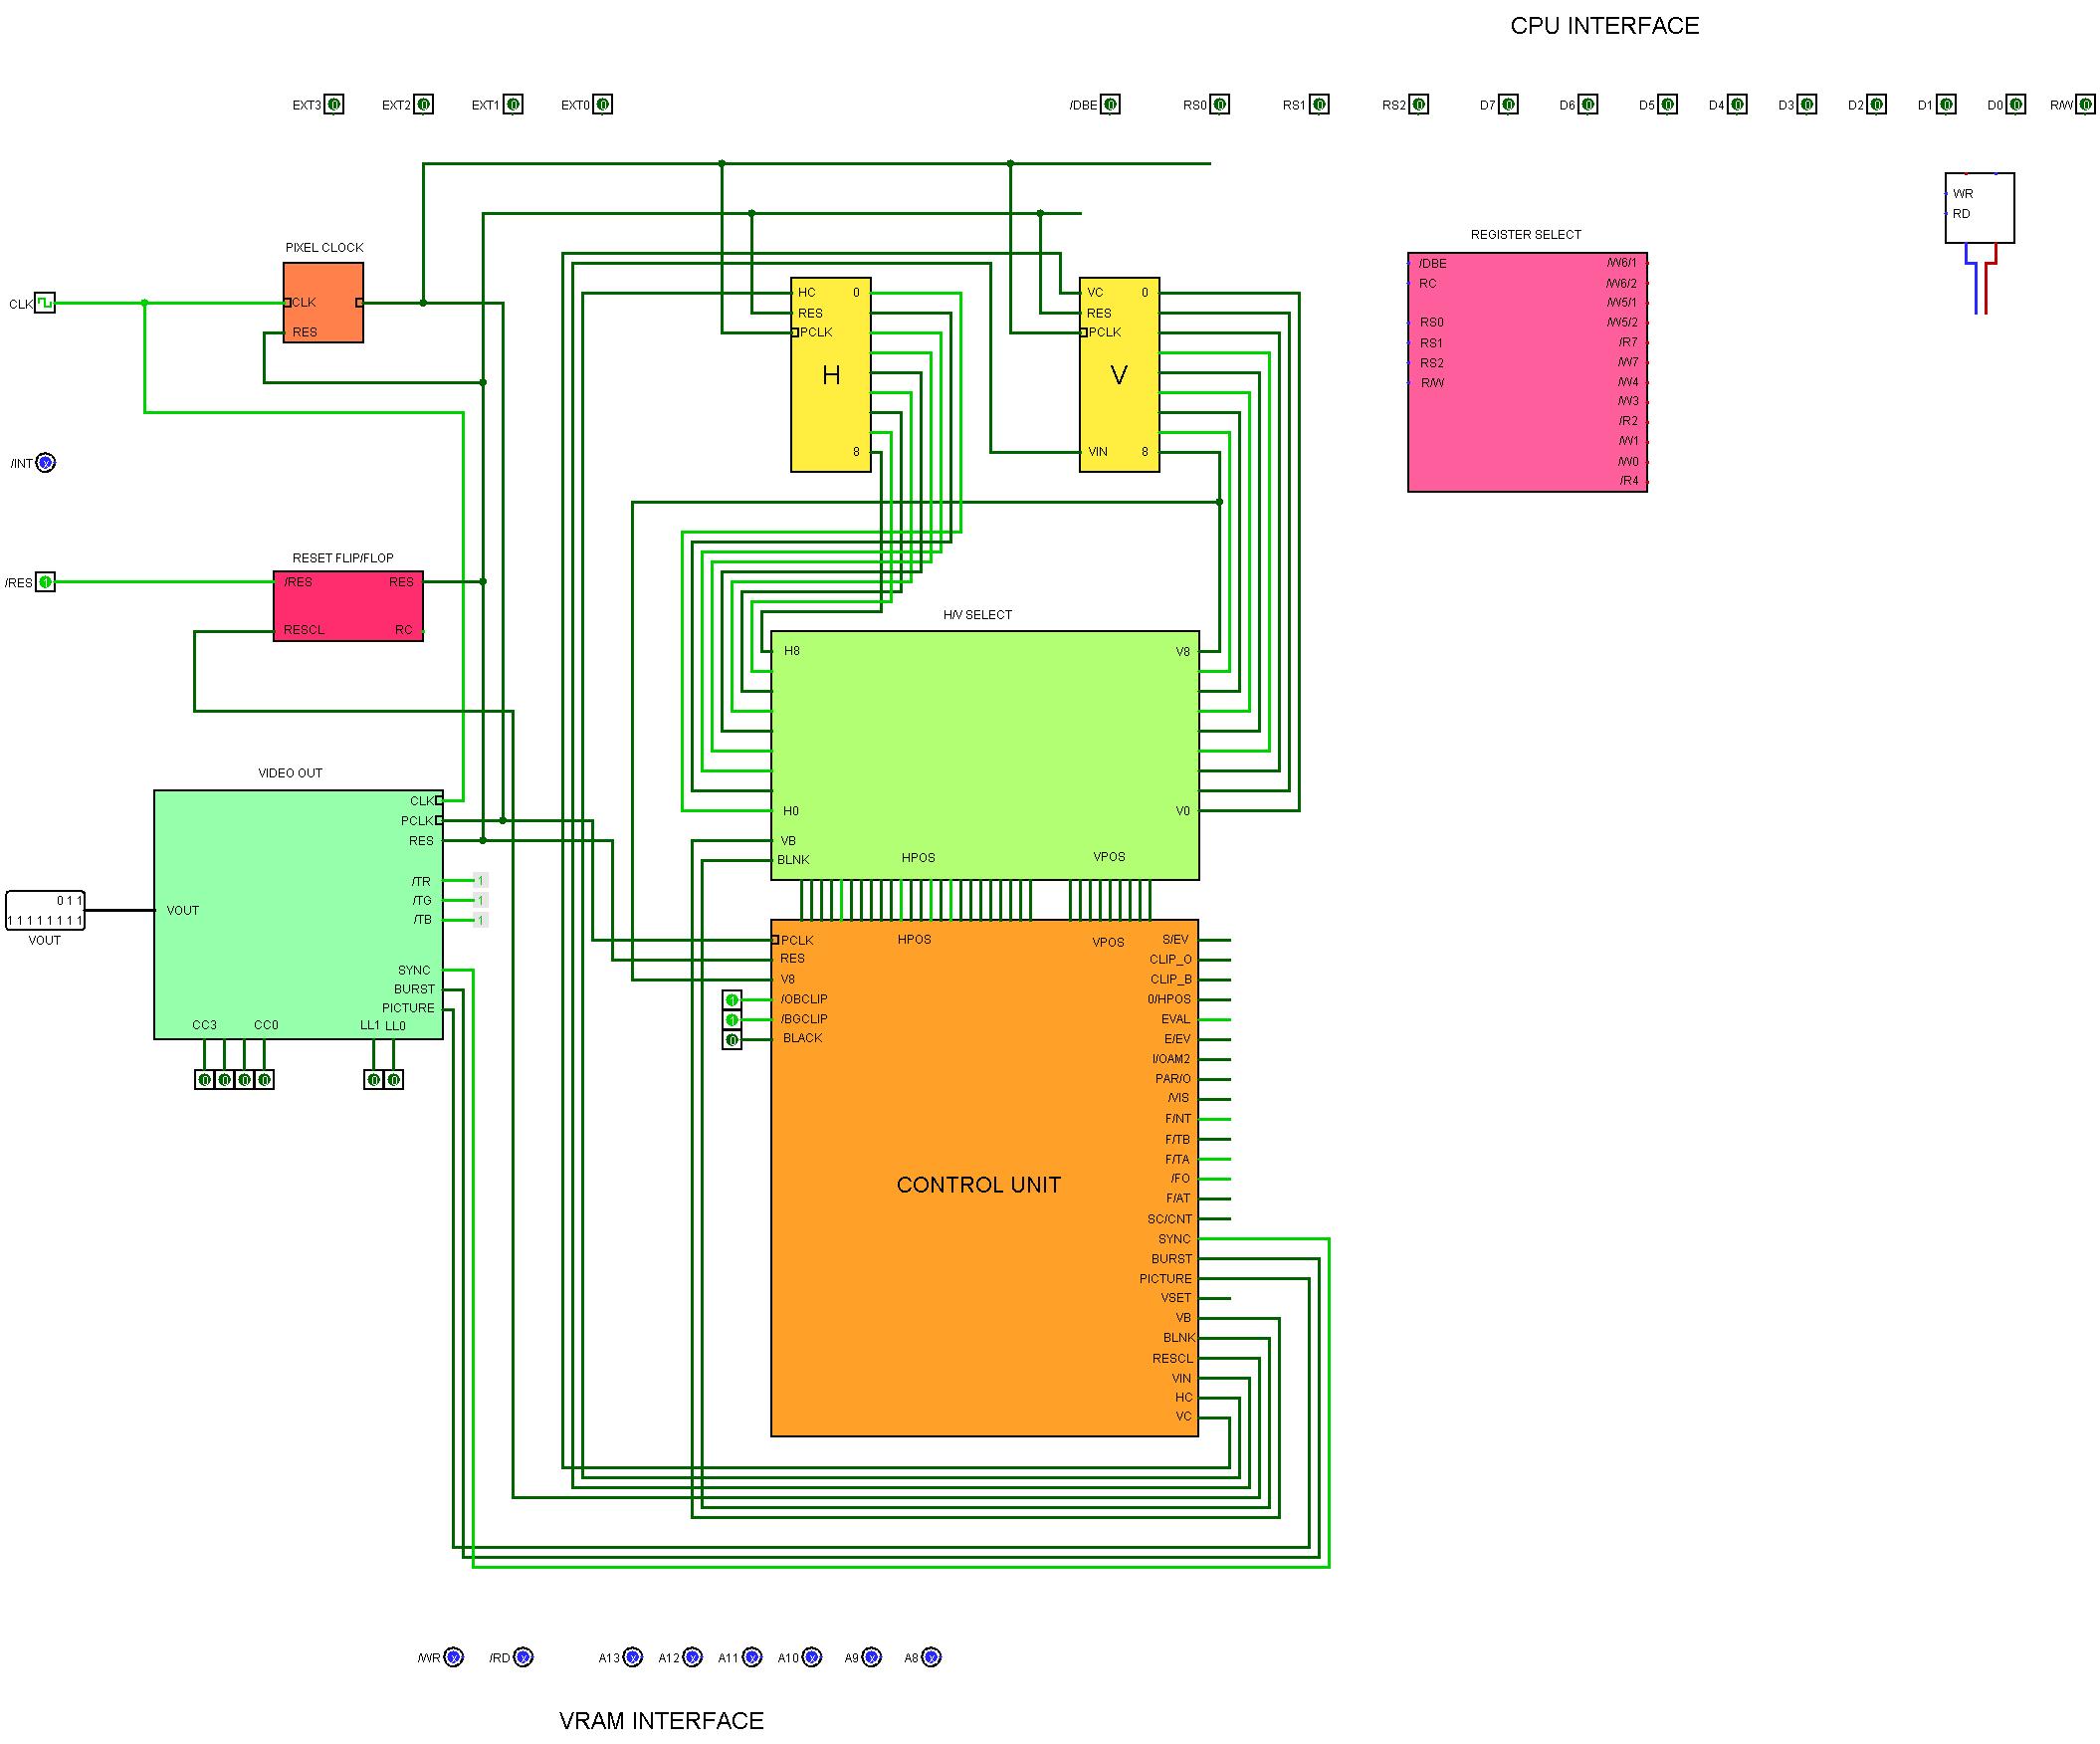 CPU INTERFACE
EXT3 0 EXT2 0 EXT1 0 EXT0 0 /DBE 0 RS0 0 RS1 0 RS2 0 D7 0 D6 0 D5 0 D4 0 D3 0 D2 0 D1 0 D0 0 R/W 0
WR
RD
PIXEL CLOCK
CLK
CLK
RES
HC 0
RES
PCLK
H
8
VC 0
RES
PCLK
V
VIN 8
REGISTER SELECT
/DBE /W6/1
RC /W6/2
/W5/1
RS0 /W5/2
RS1 /R7
RS2 /W7
R/W /W4
/W3
/R2
/W1
/W0
/R4
/INT x
RESET FLIP/FLOP
/RES 1
/RES RES
RESCL RC
H/V SELECT
H8 V8
H0 V0
VB
BLNK
HPOS VPOS
VIDEO OUT
CLK
PCLK
RES
/TR 1
/TG 1
/TB 1
VOUT
SYNC
BURST
PICTURE
CC3 CC0 LL1 LL0
0 0 0 0 0 0
0 1 1
1 1 1 1 1 1 1 1
VOUT
PCLK HPOS VPOS S/EV
RES CLIP_O
V8 CLIP_B
1 /OBCLIP 0/HPOS
1 /BGCLIP EVAL
0 BLACK E/EV
I/OAM2
PAR/O
/VIS
F/NT
F/TB
F/TA
/FO
CONTROL UNIT
F/AT
SC/CNT
SYNC
BURST
PICTURE
VSET
VB
BLNK
RESCL
VIN
HC
VC
/WR x /RD x A13 x A12 x A11 x A10 x A9 x A8 x
VRAM INTERFACE